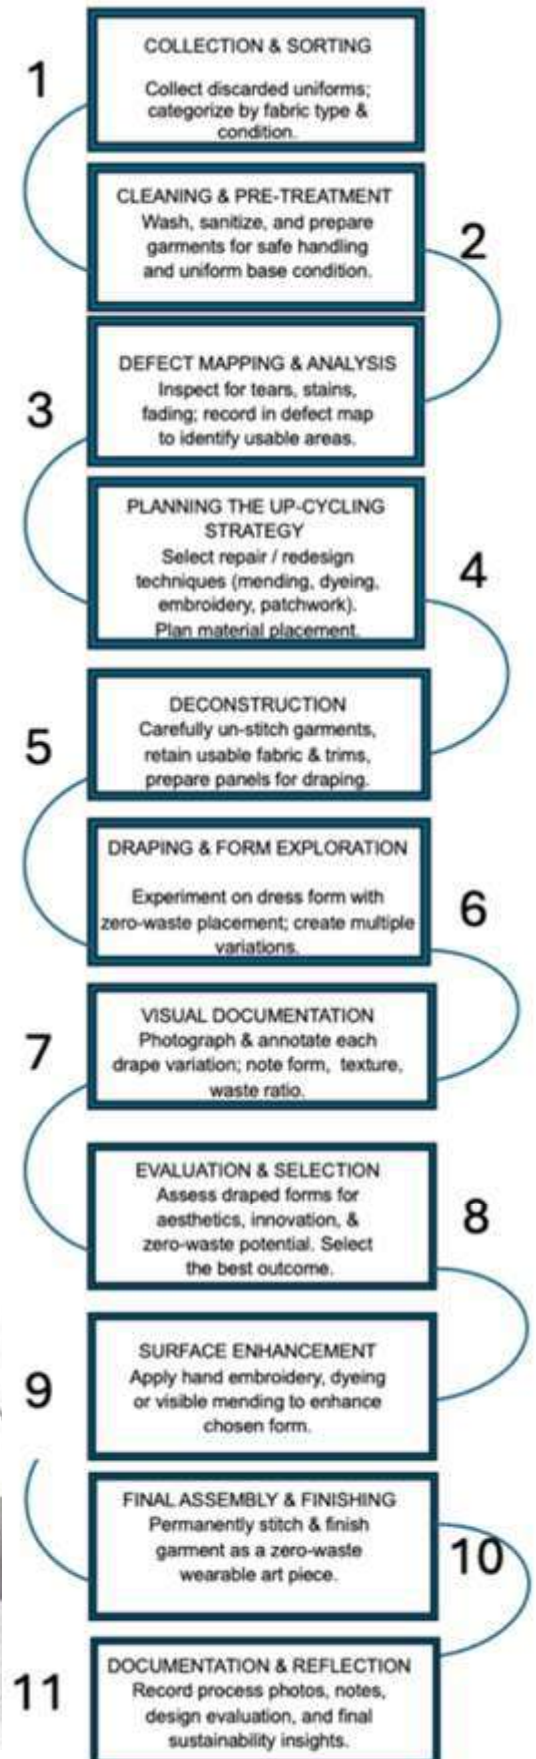 1
COLLECTION & SORTING
Collect discarded uniforms;
categorize by fabric type &
condition.
CLEANING & PRE-TREATMENT
Wash, sanitize, and prepare
garments for safe handling
and uniform base condition.
2
DEFECT MAPPING & ANALYSIS
Inspect for tears, stains,
fading; record in defect map
to identify usable areas.
3
PLANNING THE UP-CYCLING
STRATEGY
Select repair / redesign
techniques (mending, dyeing,
embroidery, patchwork).
Plan material placement.
4
DECONSTRUCTION
Carefully un-stitch garments,
retain usable fabric & trims,
prepare panels for draping.
5
DRAPING & FORM EXPLORATION
Experiment on dress form with
zero-waste placement; create multiple
variations.
6
VISUAL DOCUMENTATION
Photograph & annotate each
drape variation; note form, texture,
waste ratio.
7
EVALUATION & SELECTION
Assess draped forms for
aesthetics, innovation, &
zero-waste potential. Select
the best outcome.
8
SURFACE ENHANCEMENT
Apply hand embroidery, dyeing
or visible mending to enhance
chosen form.
9
FINAL ASSEMBLY & FINISHING
Permanently stitch & finish
garment as a zero-waste
wearable art piece.
10
DOCUMENTATION & REFLECTION
Record process photos, notes,
design evaluation, and final
sustainability insights.
11